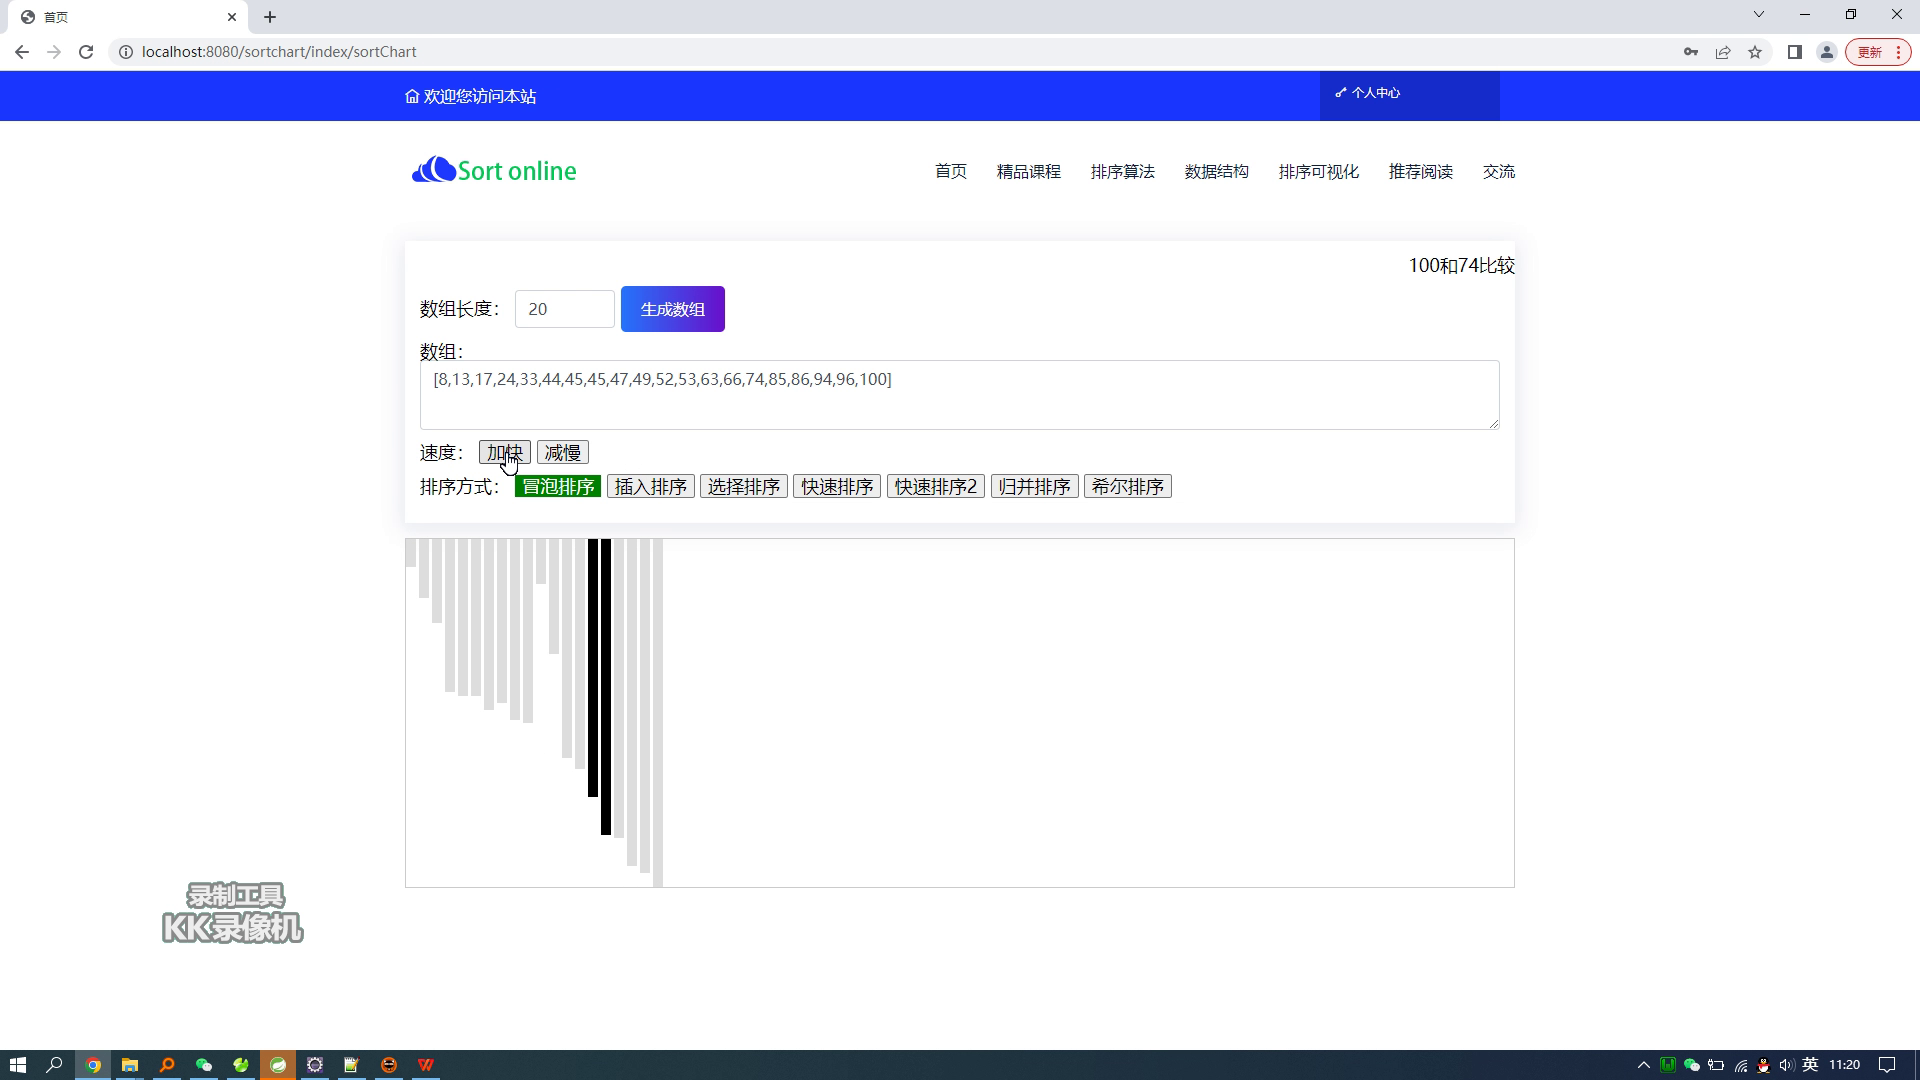 首页
localhost:8080/sortchart/index/sortChart
更新
欢迎您访问本站
个人中心
Sort online
首页 精品课程 排序算法 数据结构 排序可视化 推荐阅读 交流
100和74比较
数组长度： 20 生成数组
数组：
[8,13,17,24,33,44,45,45,47,49,52,53,63,66,74,85,86,94,96,100]
速度： 加快 减慢
排序方式： 冒泡排序 插入排序 选择排序 快速排序 快速排序2 归并排序 希尔排序
录制工具
KK录像机
英 11:20